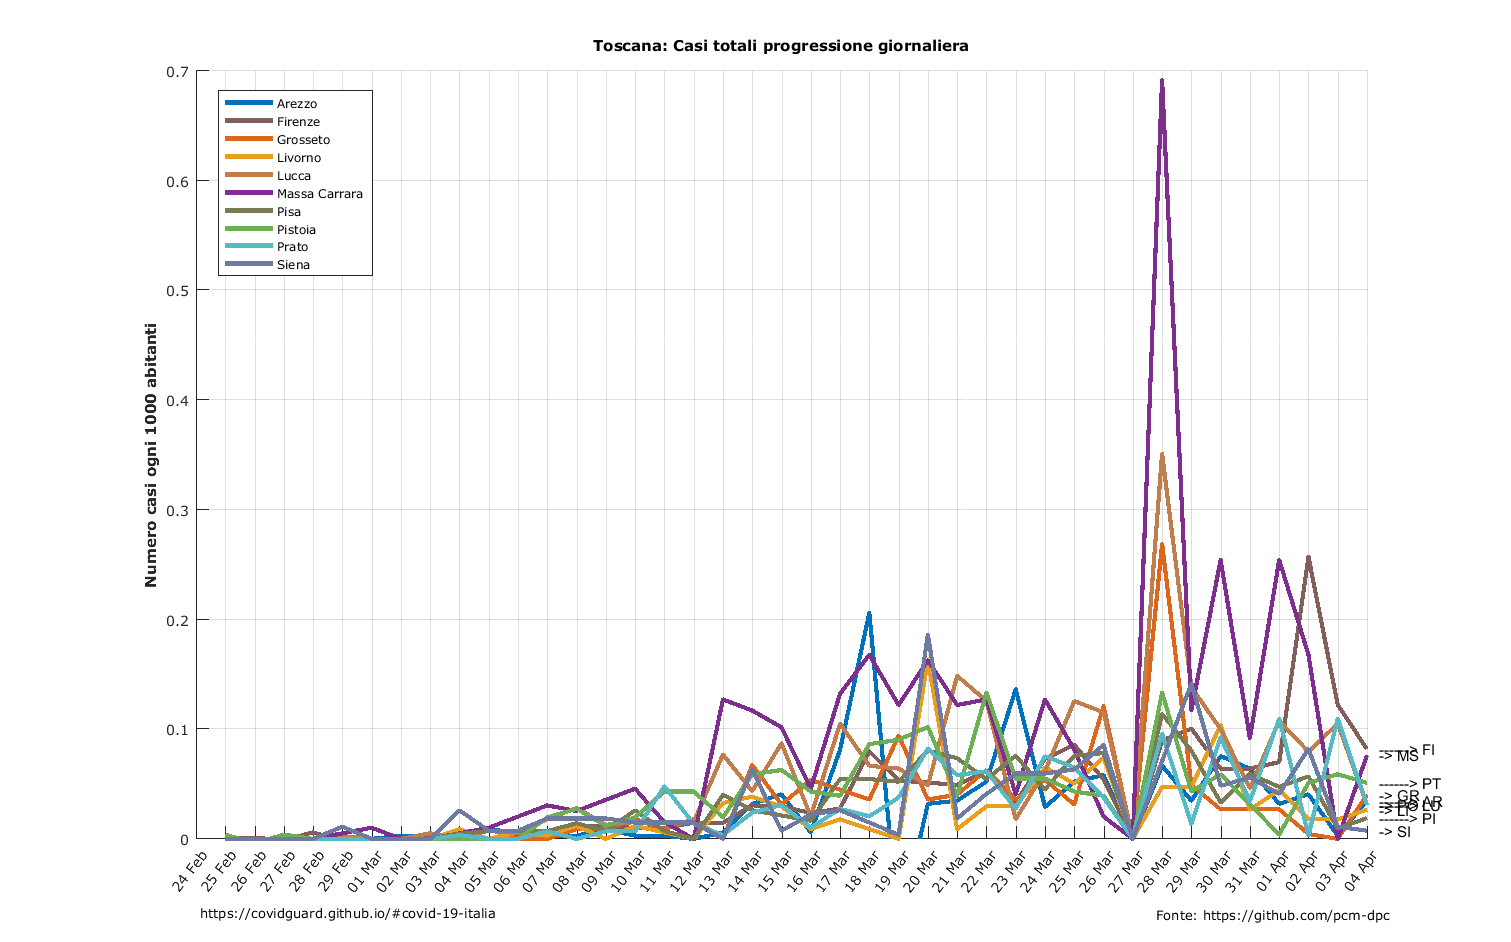 Toscana: Casi totali progressione giornaliera
Numero casi ogni 1000 abitanti
0.7
0.6
0.5
0.4
0.3
0.2
0.1
0
Arezzo
Firenze
Grosseto
Livorno
Lucca
Massa Carrara
Pisa
Pistoia
Prato
Siena
-----> FI
-> MS
-----> PT
-> GR
AR
LU
-----> PI
-> SI
24 Feb
25 Feb
26 Feb
27 Feb
28 Feb
29 Feb
01 Mar
02 Mar
03 Mar
04 Mar
05 Mar
06 Mar
07 Mar
08 Mar
09 Mar
10 Mar
11 Mar
12 Mar
13 Mar
14 Mar
15 Mar
16 Mar
17 Mar
18 Mar
19 Mar
20 Mar
21 Mar
22 Mar
23 Mar
24 Mar
25 Mar
26 Mar
27 Mar
28 Mar
29 Mar
30 Mar
31 Mar
01 Apr
02 Apr
03 Apr
04 Apr
https://covidguard.github.io/#covid-19-italia
Fonte: https://github.com/pcm-dpc